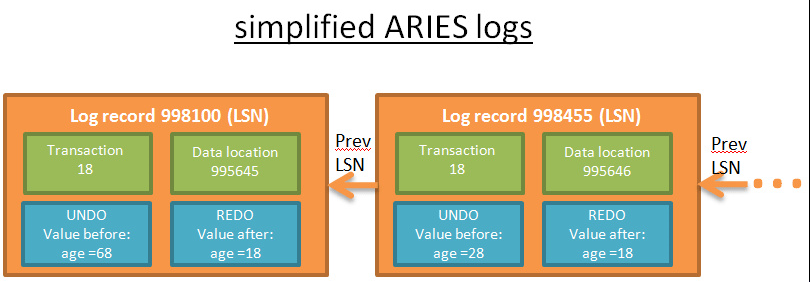 simplified ARIES logs
Log record 998100 (LSN)
Transaction
18
Data location
995645
UNDO
Value before:
age =68
REDO
Value after:
age =18
Prev
LSN
Log record 998455 (LSN)
Transaction
18
Data location
995646
UNDO
Value before:
age =28
REDO
Value after:
age =18
Prev
LSN